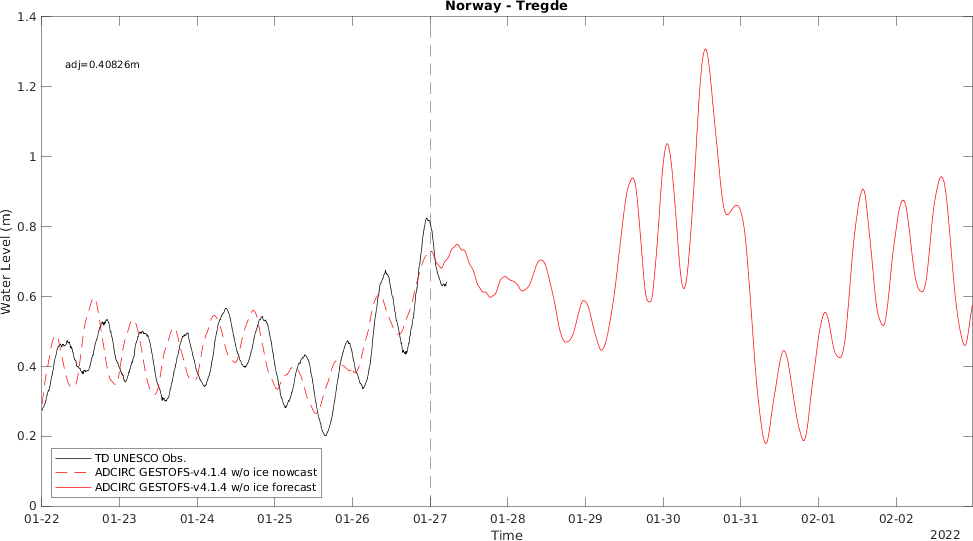 Norway - Tregde
1.4
1.2
1
0.8
0.6
0.4
0.2
0
Water Level (m)
adj=0.40826m
TD UNESCO Obs.
ADCIRC GESTOFS-v4.1.4 w/o ice nowcast
ADCIRC GESTOFS-v4.1.4 w/o ice forecast
01-22 01-23 01-24 01-25 01-26 01-27 01-28 01-29 01-30 01-31 02-01 02-02
Time
2022